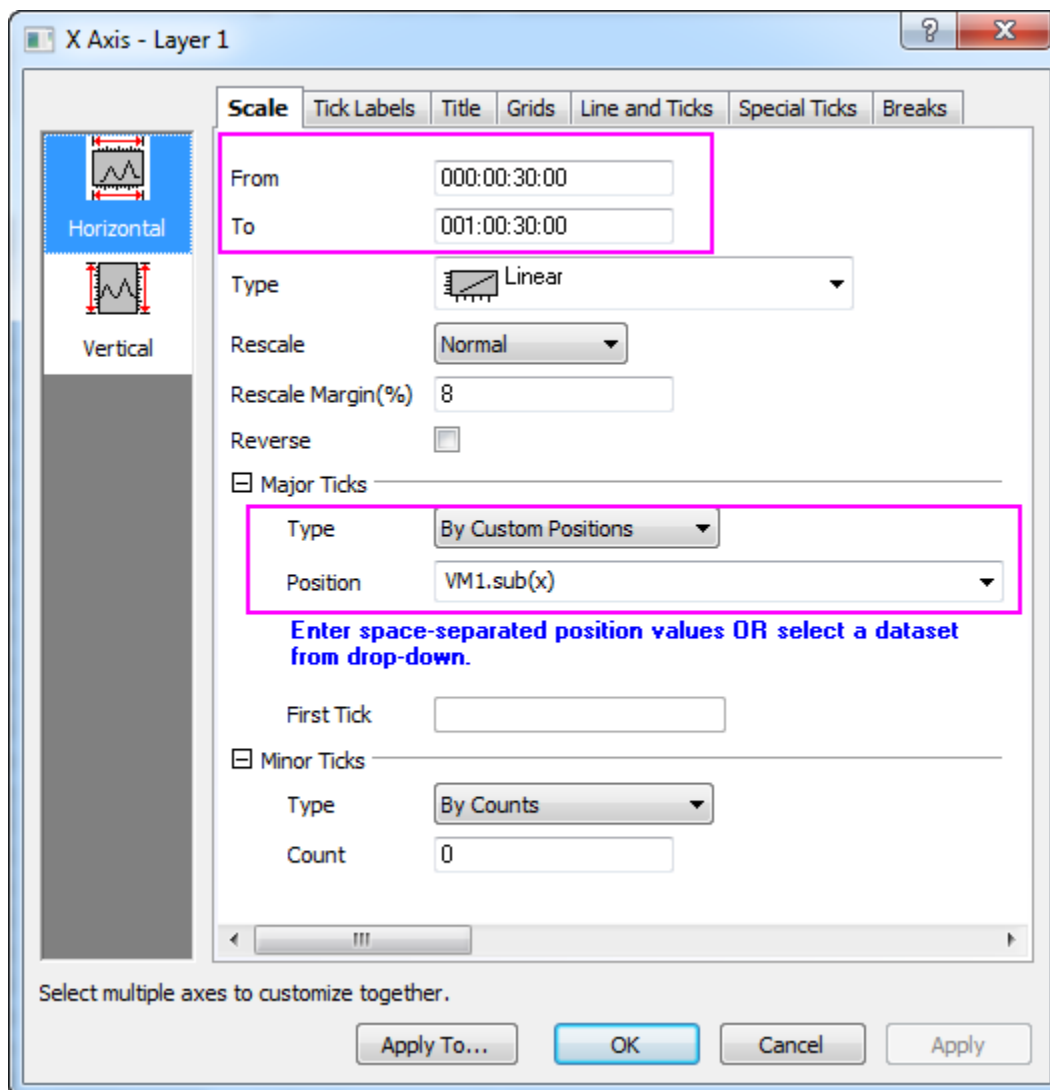 X Axis - Layer 1
Scale Tick Labels Title Grids Line and Ticks Special Ticks Breaks
Horizontal
Vertical
From 000:00:30:00
To 001:00:30:00
Type Linear
Rescale Normal
Rescale Margin(%) 8
Reverse
Major Ticks
Type By Custom Positions
Position VM1.sub(x)
Enter space-separated position values OR select a dataset
from drop-down.
First Tick
Minor Ticks
Type By Counts
Count 0
Select multiple axes to customize together.
Apply To... OK Cancel Apply